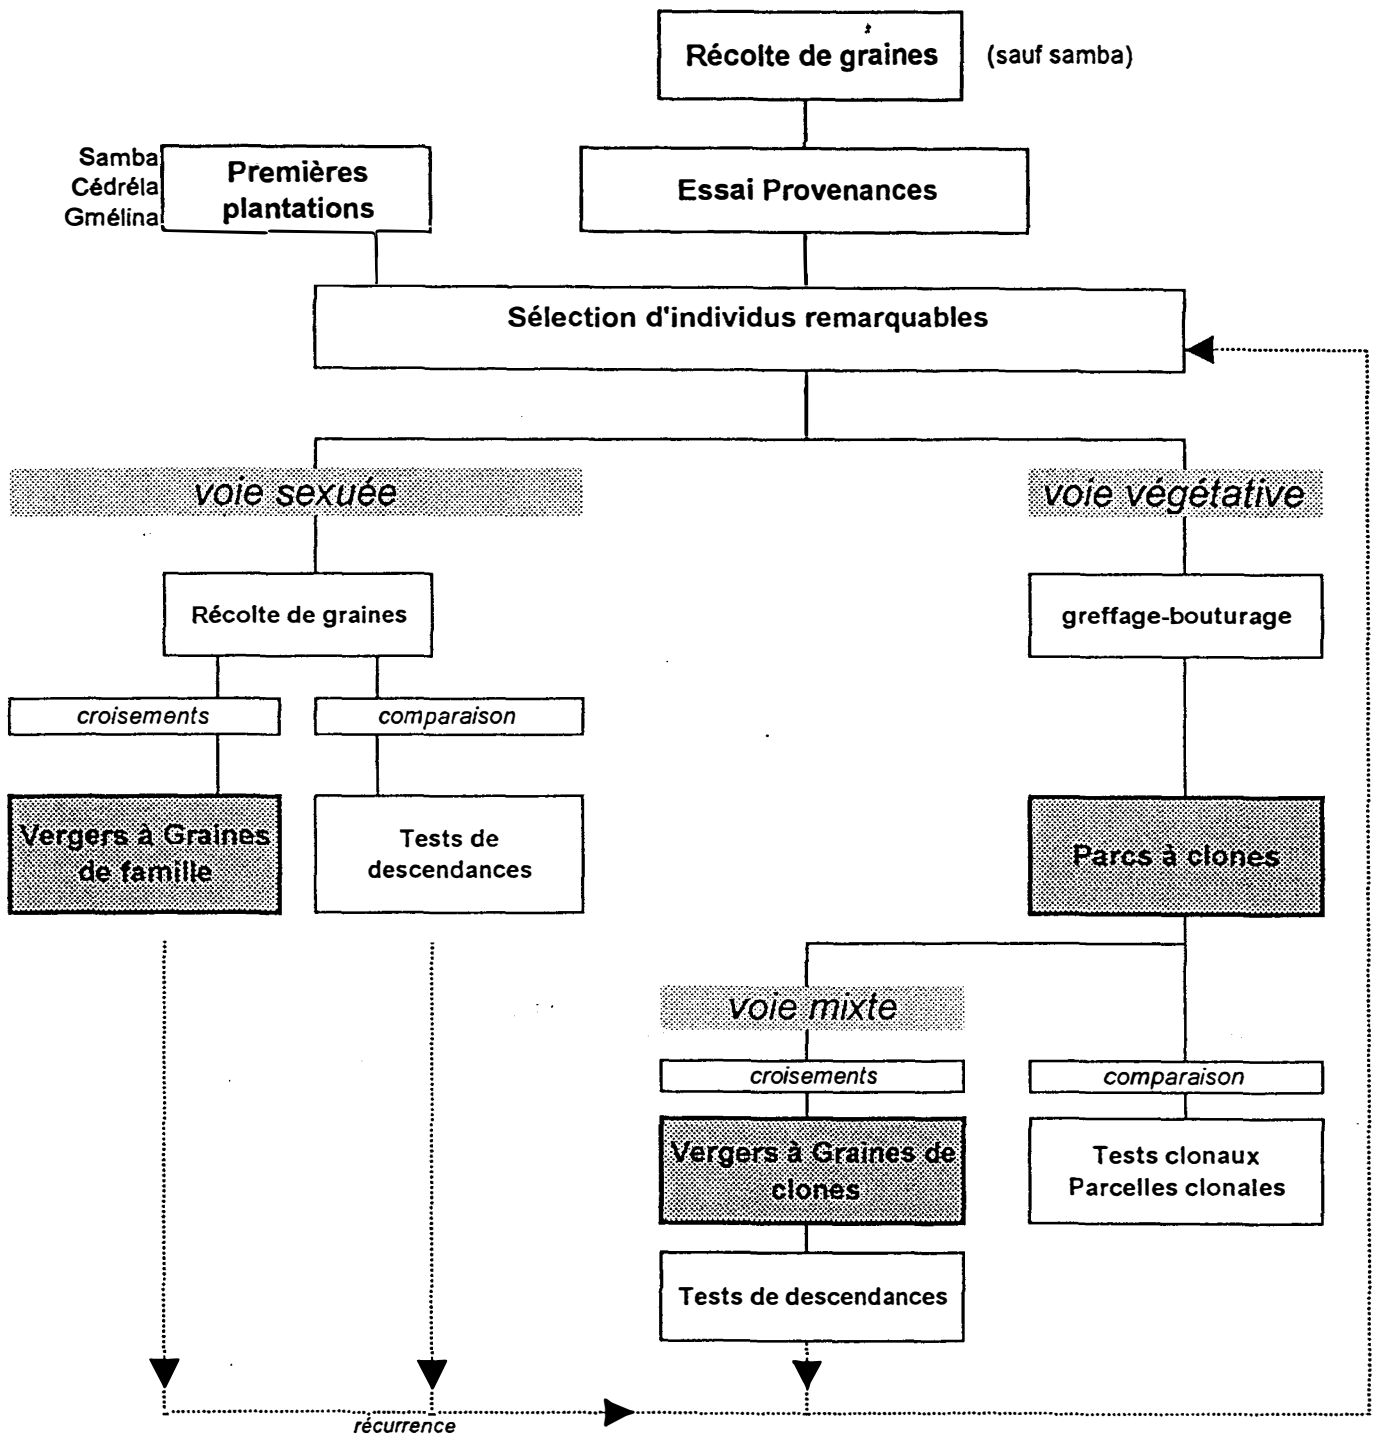 Récolte de graines (sauf samba)
Samba
Cédréla
Gmélina
Premières
plantations
Essai Provenances
Sélection d'individus remarquables
voie sexuée
voie végétative
Récolte de graines
greffage-bouturage
croisements
comparaison
Vergers à Graines
de famille
Tests de
descendances
Parcs à clones
voie mixte
croisements
comparaison
Vergers à Graines de
clones
Tests clonaux
Parcelles clonales
Tests de descendances
récurrence